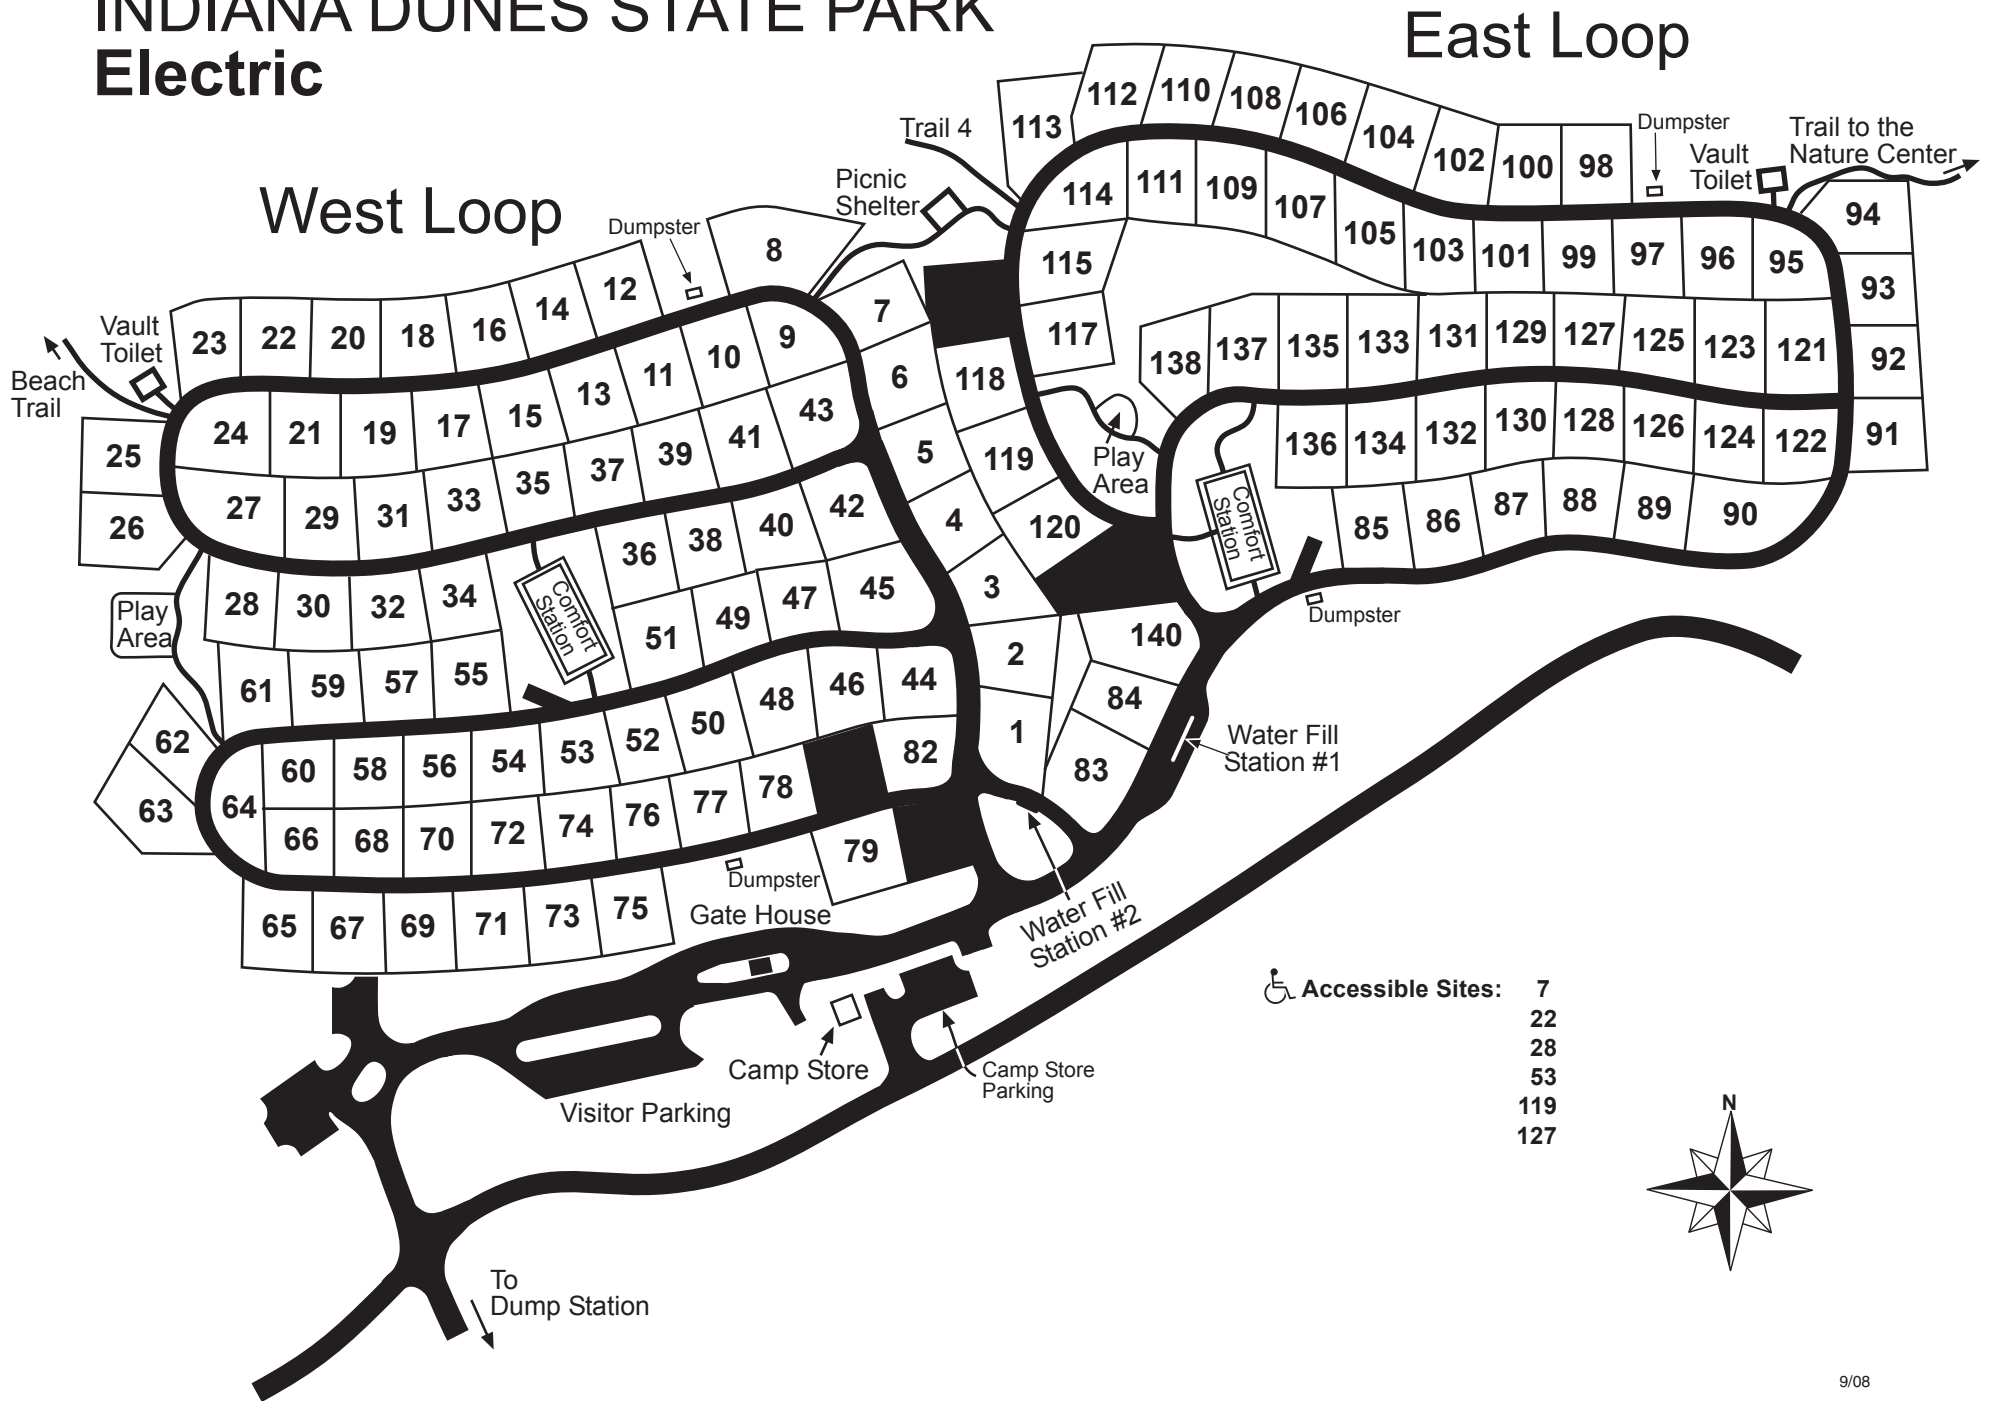 INDIANA DUNES STATE PARK
Electric
East Loop
West Loop
Trail 4
Picnic
Shelter
Dumpster
Vault
Toilet
Beach
Trail
Dumpster
Vault
Toilet
Trail to the
Nature Center
112 110 108 106 104 102 100 98
113
114 111 109 107 105 103 101 99 97 96 95
94
93
92
91
115
117
118
119
120
138 137 135 133 131 129 127 125 123 121
136 134 132 130 128 126 124 122
85 86 87 88 89 90
Play
Area
Comfort
Station
Dumpster
140
84
83
Water Fill
Station #1
8
7
6
5
4
3
2
1
23 22 20 18 16 14 12
24 21 19 17 15 13 11 10 9
25
26
27 29 31 33 35 37 39 41 43
28 30 32 34
36 38 40 42
Comfort
Station
51 49 47 45
Play
Area
61 59 57 55
62
63
64
60 58 56 54 53 52 50 48 46 44
66 68 70 72 74 76 77 78
82
79
65 67 69 71 73 75
Dumpster
Gate House
Water Fill
Station #2
Camp Store
Camp Store
Parking
Visitor Parking
To
Dump Station
Accessible Sites: 7
22
28
53
119
127
N
9/08